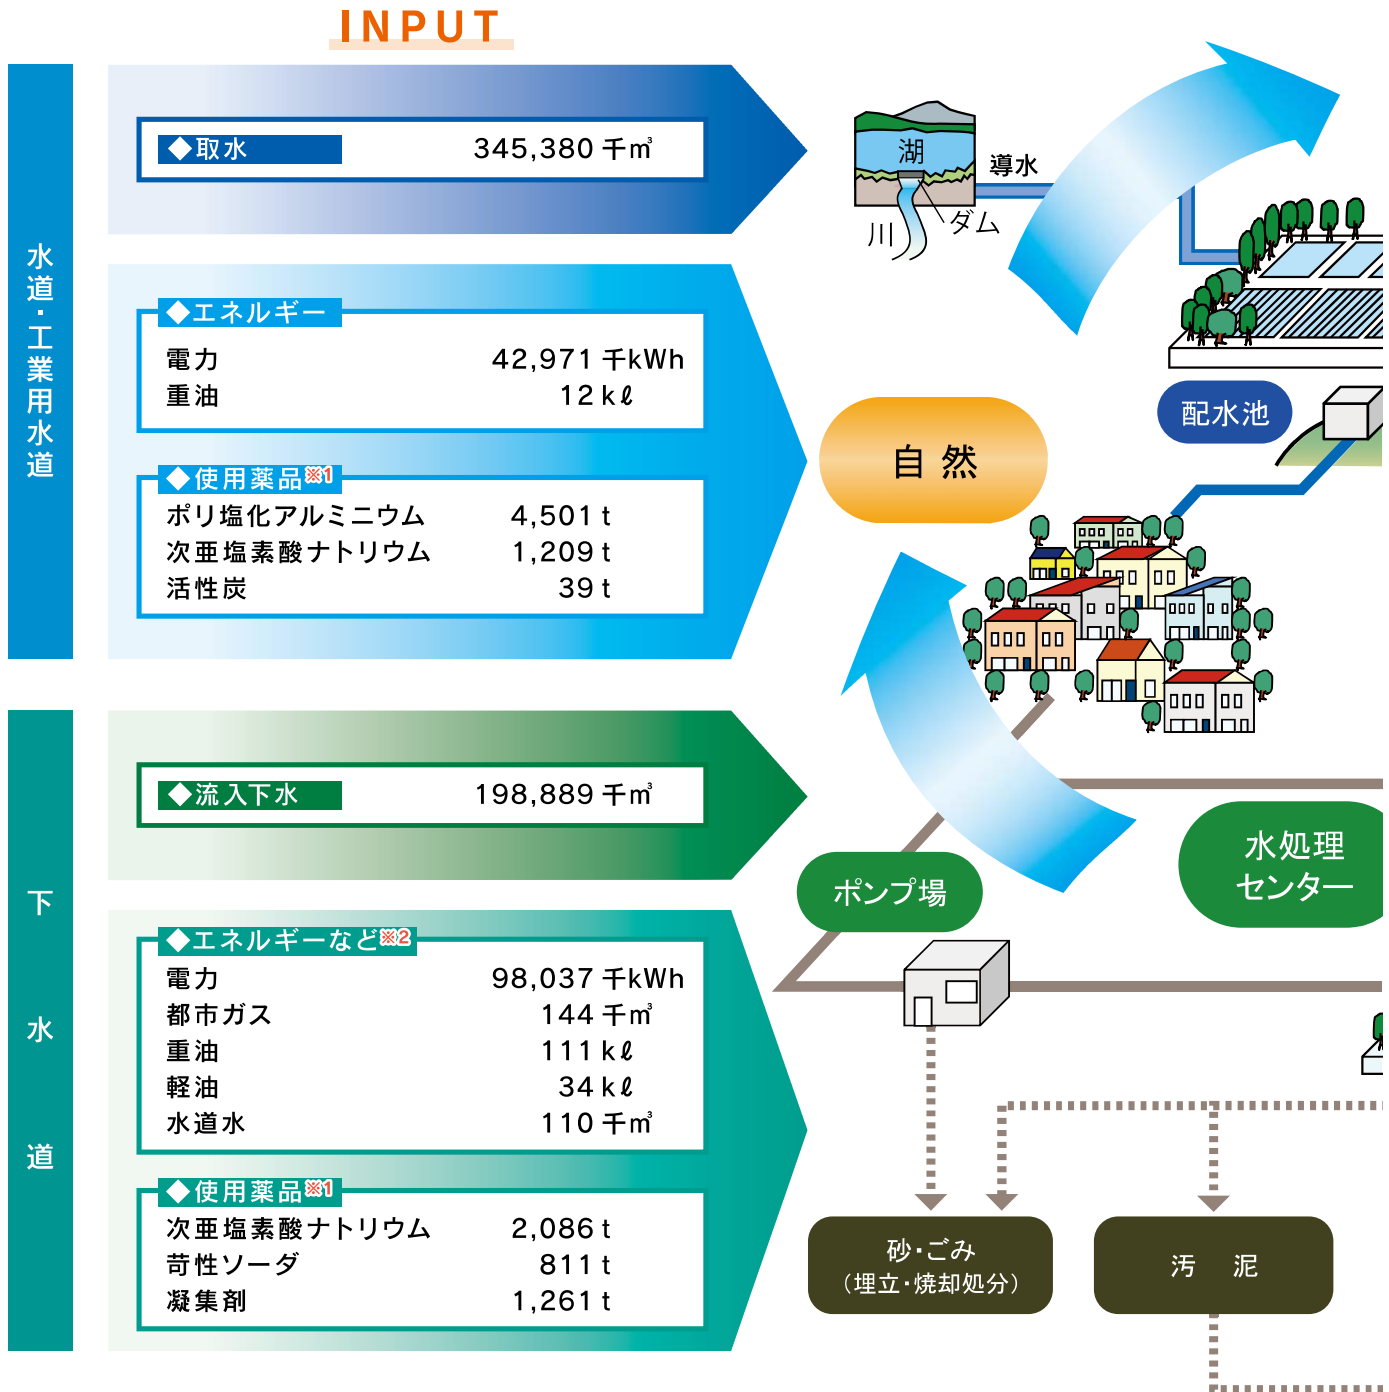 INPUT
水道・工業用水道
◆取水 345,380 千㎥
◆エネルギー
電力 42,971 千kWh
重油 12 kℓ
◆使用薬品※1
ポリ塩化アルミニウム 4,501 t
次亜塩素酸ナトリウム 1,209 t
活性炭 39 t
下水道
◆流入下水 198,889 千㎥
◆エネルギーなど※2
電力 98,037 千kWh
都市ガス 144 千㎥
重油 111 kℓ
軽油 34 kℓ
水道水 110 千㎥
◆使用薬品※1
次亜塩素酸ナトリウム 2,086 t
苛性ソーダ 811 t
凝集剤 1,261 t
湖
導水
川
ダム
配水池
自然
水処理
センター
ポンプ場
砂・ごみ
（埋立・焼却処分）
汚泥